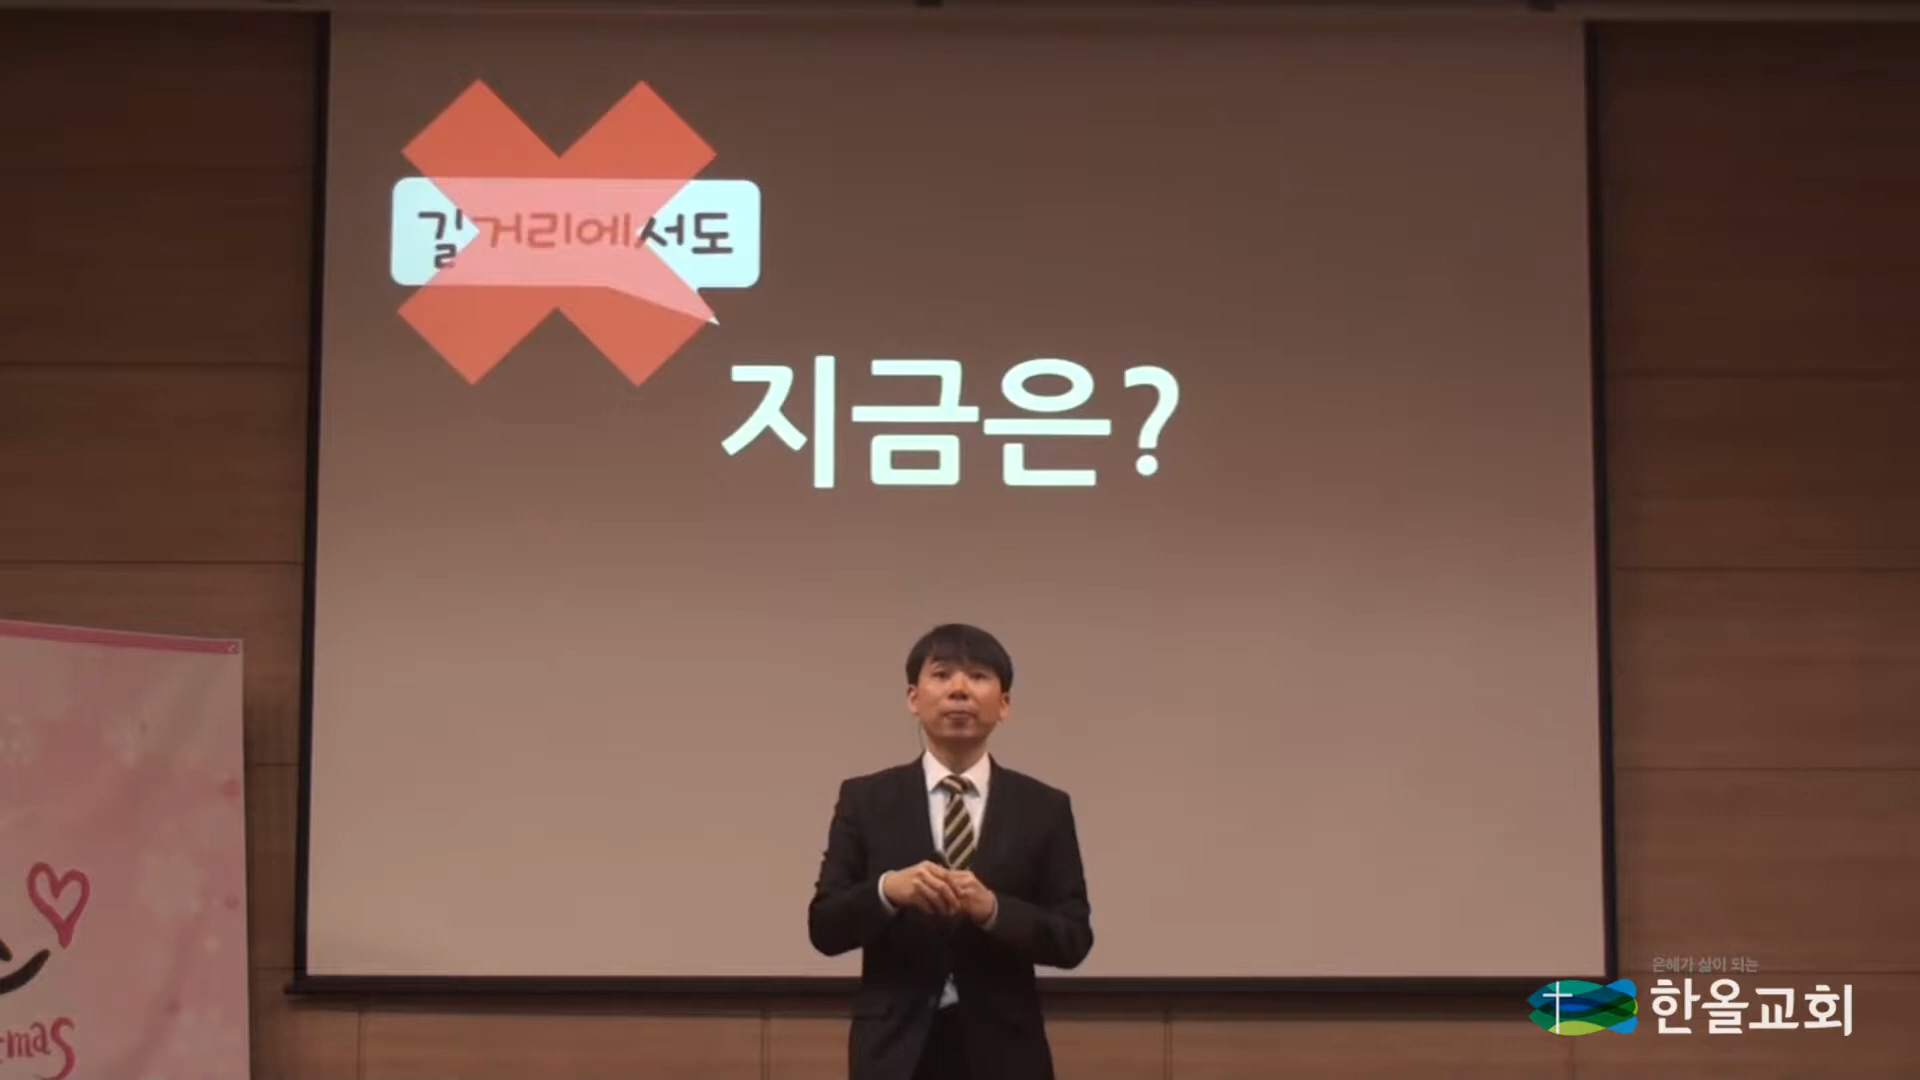 길거리에서도
지금은?
은혜가 삶이 되는
한올교회